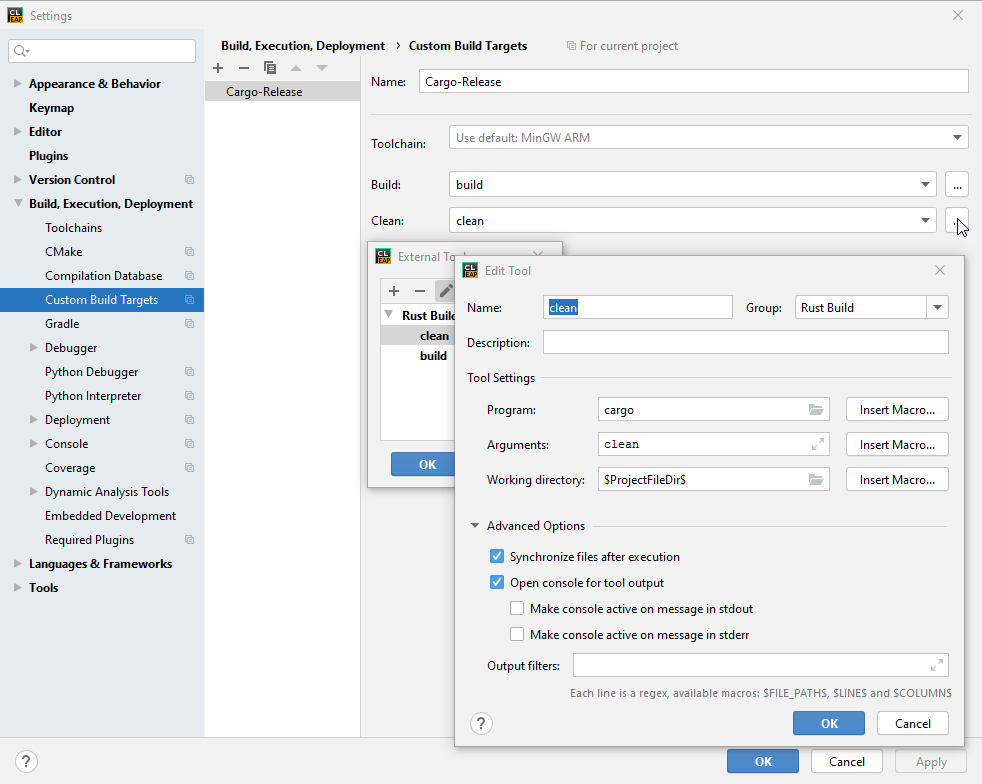 CL
EAP
Settings
Build, Execution, Deployment › Custom Build Targets
For current project
Appearance & Behavior
Keymap
Editor
Plugins
Version Control
Build, Execution, Deployment
Toolchains
CMake
Compilation Database
Custom Build Targets
Gradle
Debugger
Python Debugger
Python Interpreter
Deployment
Console
Coverage
Dynamic Analysis Tools
Embedded Development
Required Plugins
Languages & Frameworks
Tools
Cargo-Release
Name: Cargo-Release
Toolchain: Use default: MinGW ARM
Build: build ...
Clean: clean
CL
EAP
External
Rust Build
clean
build
OK
CL
EAP
Edit Tool
Name: clean Group: Rust Build
Description:
Tool Settings
Program: cargo Insert Macro...
Arguments: clean Insert Macro...
Working directory: $ProjectFileDir$ Insert Macro...
Advanced Options
Synchronize files after execution
Open console for tool output
Make console active on message in stdout
Make console active on message in stderr
Output filters:
Each line is a regex, available macros: $FILE_PATH$, $LINE$ and $COLUMN$
? OK Cancel
? OK Cancel Apply